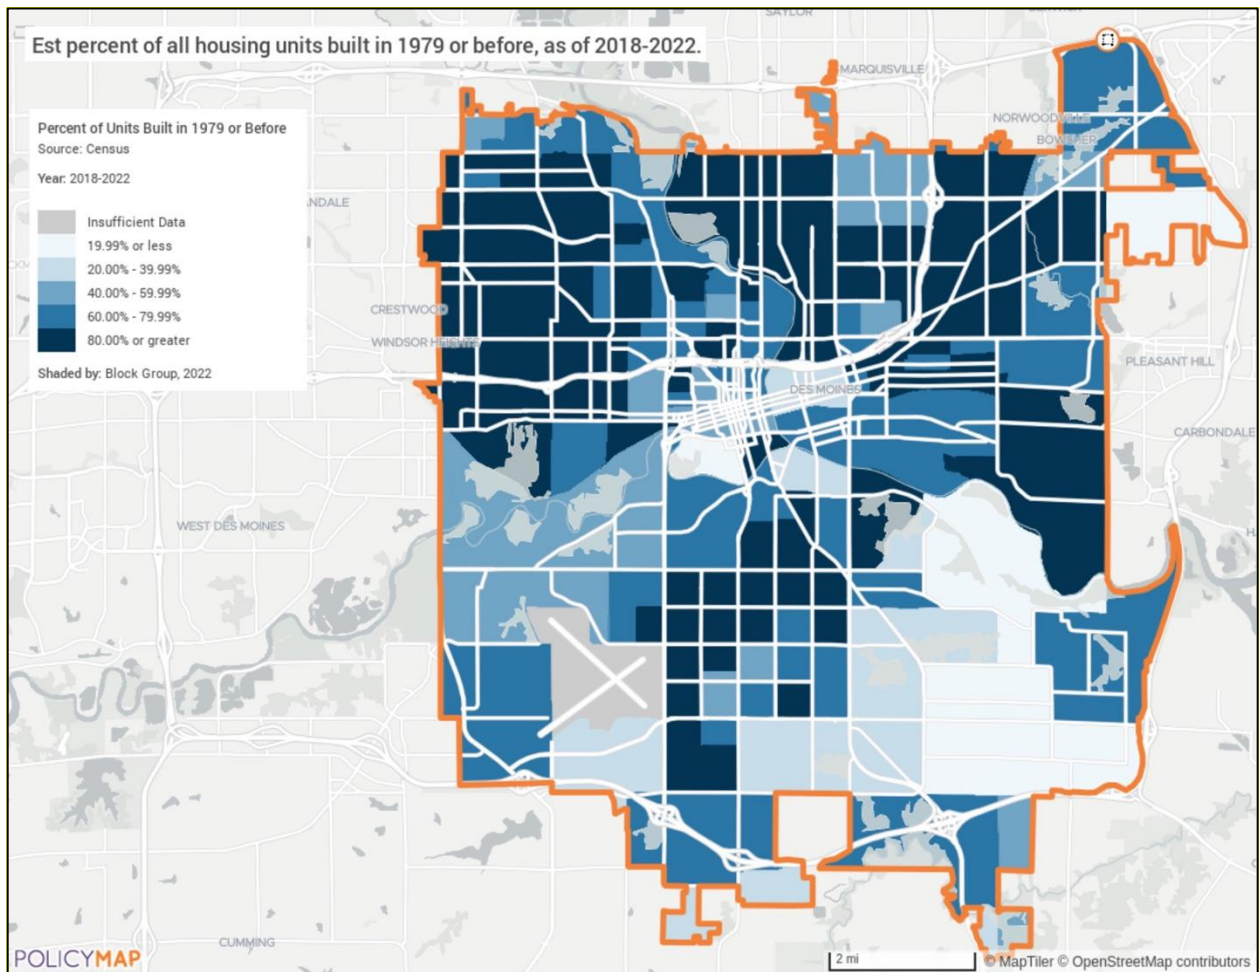 SAYLOR
Est percent of all housing units built in 1979 or before, as of 2018-2022.
MARQUISVILLE
Percent of Units Built in 1979 or Before
Source: Census
Year: 2018-2022
Insufficient Data
19.99% or less
20.00% - 39.99%
40.00% - 59.99%
60.00% - 79.99%
80.00% or greater
Shaded by: Block Group, 2022
NORWOODVILLE
BOWSHER
NDALE
CRESTWOOD
WINDSOR HEIGHTS
PLEASANT HILL
DES MOINES
CARBONDALE
WEST DES MOINES
CUMMING
POLICYMAP
2 mi
© MapTiler © OpenStreetMap contributors